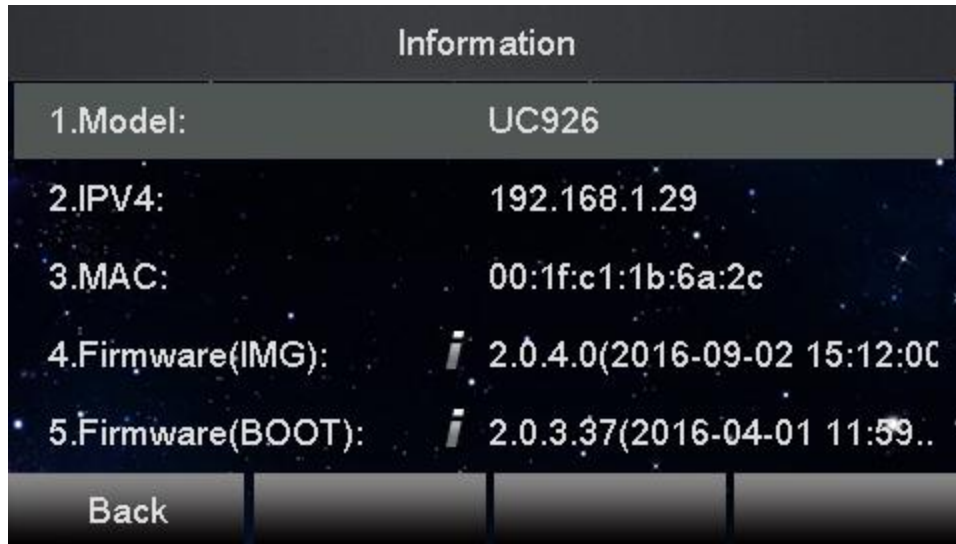 Information
1.Model: UC926
2.IPV4: 192.168.1.29
3.MAC: 00:1f:c1:1b:6a:2c
4.Firmware(IMG): i 2.0.4.0(2016-09-02 15:12:00
5.Firmware(BOOT): i 2.0.3.37(2016-04-01 11:59..
Back